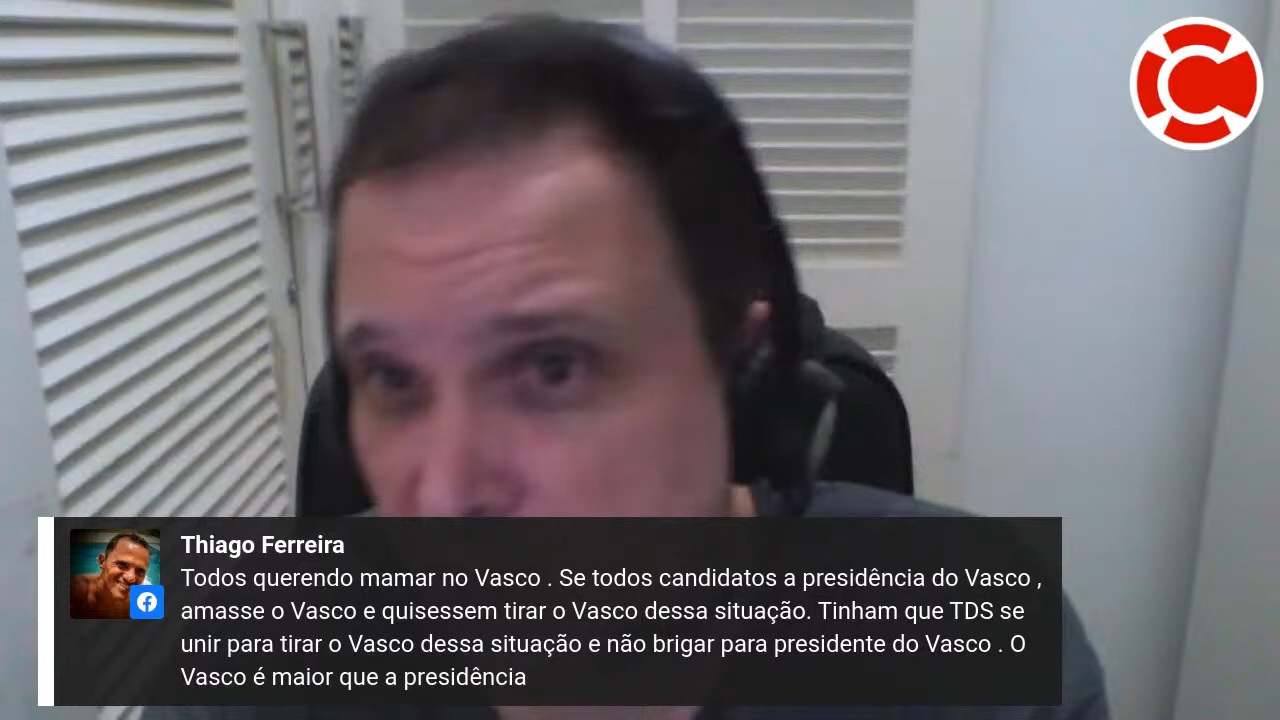 Thiago Ferreira
Todos querendo mamar no Vasco . Se todos candidatos a presidência do Vasco ,
amasse o Vasco e quisessem tirar o Vasco dessa situação. Tinham que TDS se
unir para tirar o Vasco dessa situação e não brigar para presidente do Vasco . O
Vasco é maior que a presidência